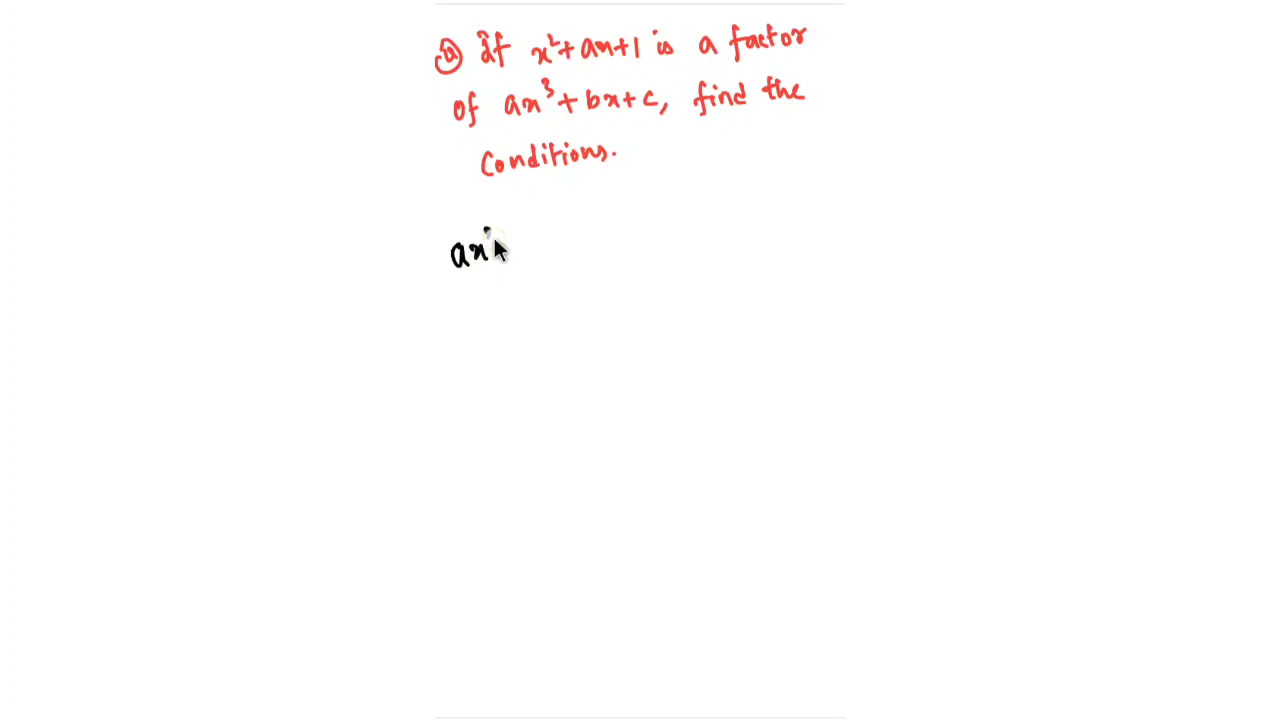 Q If x²+ax+1 is a factor
of ax³+bx+c, find the
conditions.
ax